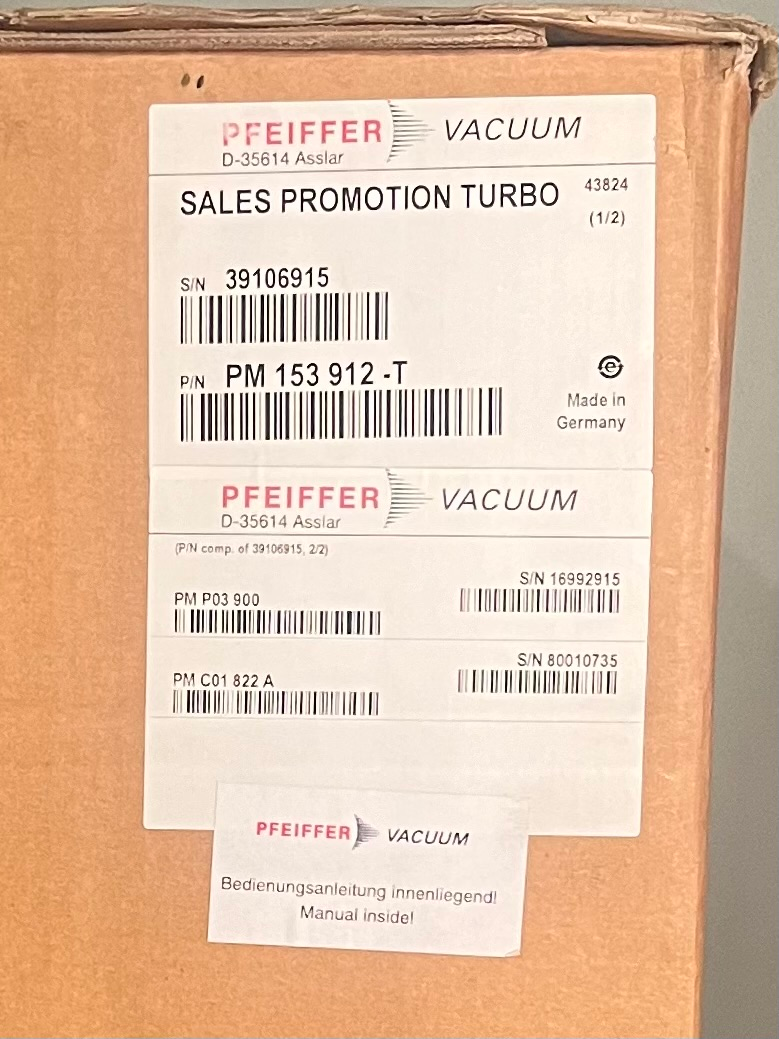 PFEIFFER VACUUM
D-35614 Asslar
SALES PROMOTION TURBO 43824
(1/2)
S/N 39106915
P/N PM 153 912 -T
e
Made in
Germany
PFEIFFER VACUUM
D-35614 Asslar
(P/N comp. of 39106915, 2/2)
S/N 16992915
PM P03 900
S/N 80010735
PM C01 822 A
PFEIFFER VACUUM
Bedienungsanleitung innenliegend!
Manual inside!